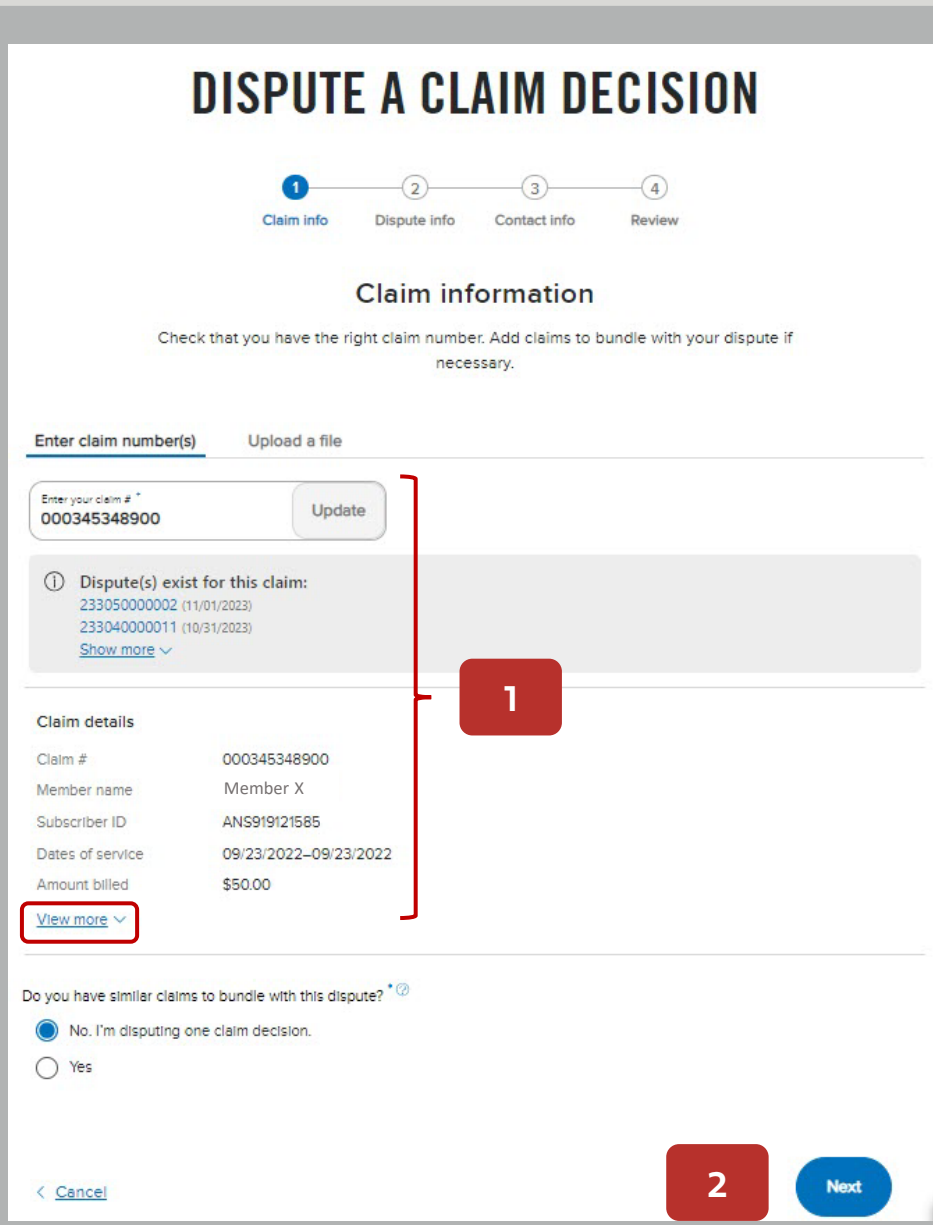 DISPUTE A CLAIM DECISION
1 2 3 4
Claim info Dispute info Contact info Review
Claim information
Check that you have the right claim number. Add claims to bundle with your dispute if
necessary.
Enter claim number(s) Upload a file
Enter your claim # *
000345348900
Update
Dispute(s) exist for this claim:
233050000002 (11/01/2023)
233040000011 (10/31/2023)
Show more
1
Claim details
Claim # 000345348900
Member name Member X
Subscriber ID ANS919121585
Dates of service 09/23/2022–09/23/2022
Amount billed $50.00
View more
Do you have similar claims to bundle with this dispute? *
No. I'm disputing one claim decision.
Yes
2
Next
< Cancel